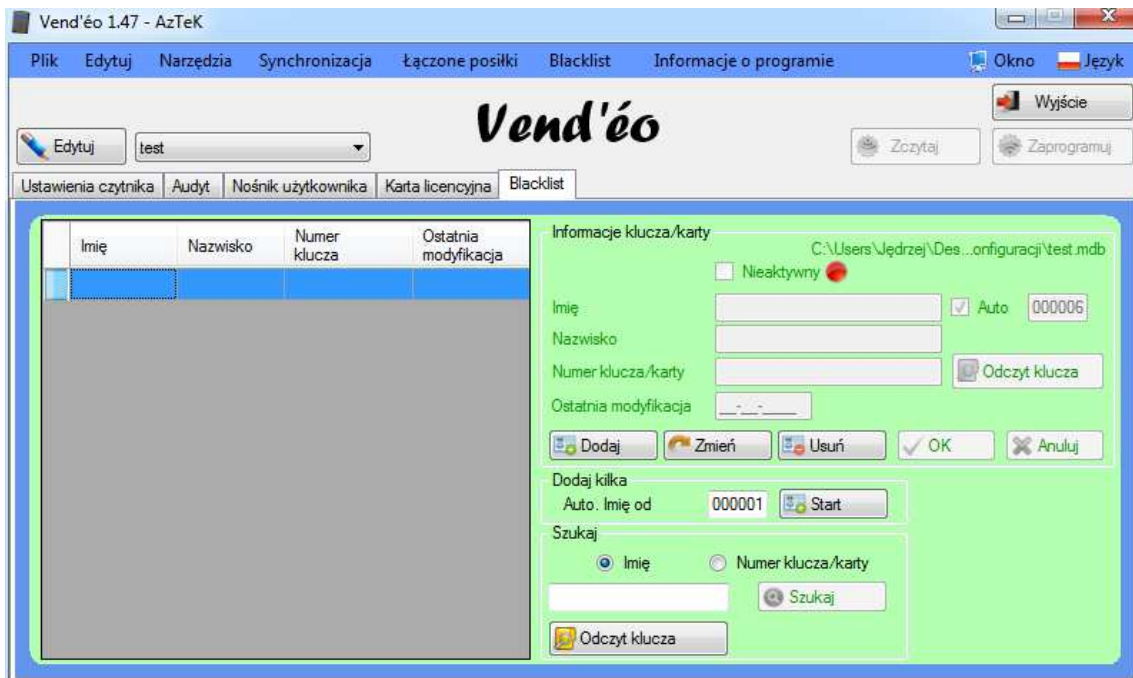 Vend'éo 1.47 - AzTeK
Plik Edytuj Narzędzia Synchronizacja Łączone posiłki Blacklist Informacje o programie Okno Język
Vend'éo
Wyjście
Edytuj test Zczytaj Zaprogramuj
Ustawienia czytnika Audyt Nośnik użytkownika Karta licencyjna Blacklist
Imię Nazwisko Numer klucza Ostatnia modyfikacja
Informacje klucza/karty
C:\Users\Jędrzej\Des...onfiguracji\test.mdb
Nieaktywny
Imię Auto 000006
Nazwisko
Numer klucza/karty Odczyt klucza
Ostatnia modyfikacja __-__-____
Dodaj Zmień Usuń OK Anuluj
Dodaj kilka
Auto. Imię od 000001 Start
Szukaj
Imię Numer klucza/karty
Szukaj
Odczyt klucza